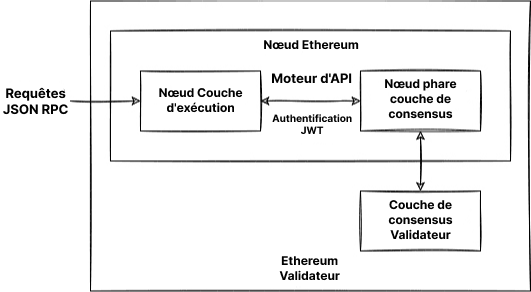 Nœud Ethereum
Requêtes
JSON RPC
Nœud Couche
d'exécution
Moteur d'API
Authentification
JWT
Nœud phare
couche de
consensus
Couche de
consensus
Validateur
Ethereum
Validateur